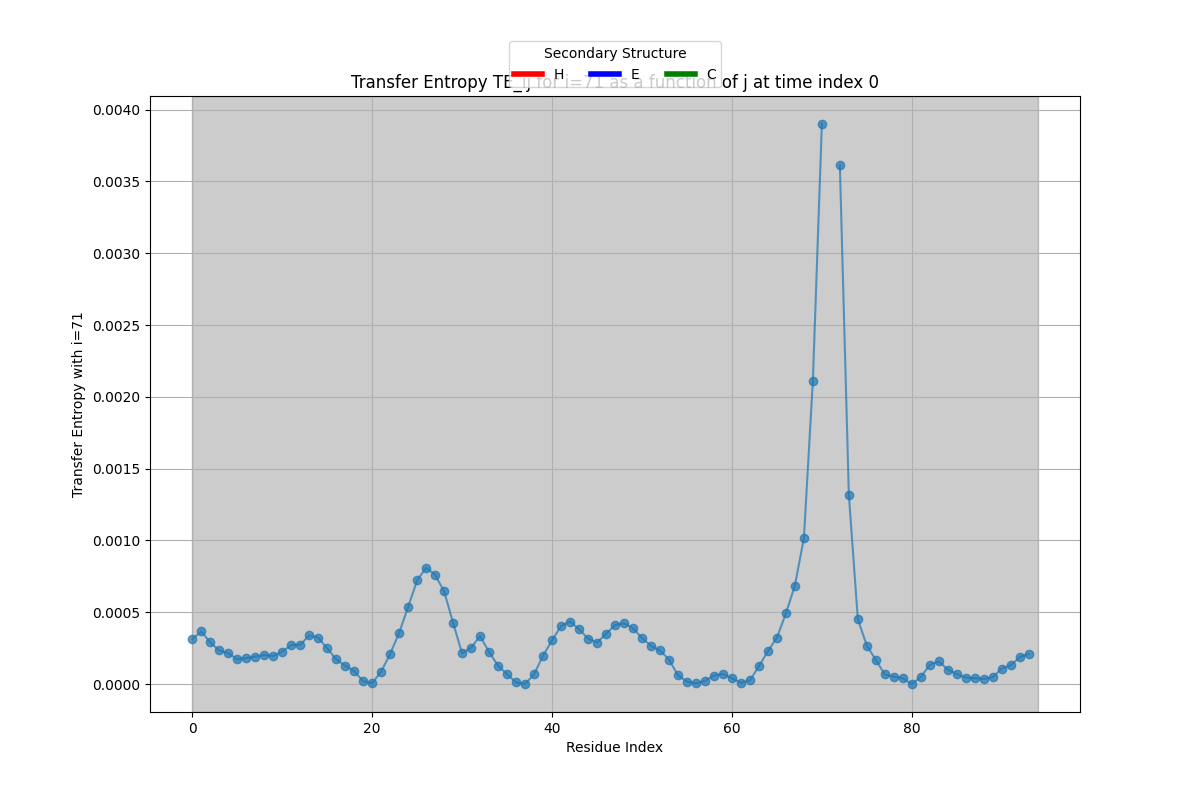 Secondary Structure
H E C
Transfer Entropy TE_ij for i=71 as a function of j at time index 0
0.0040
0.0035
0.0030
0.0025
0.0020
0.0015
0.0010
0.0005
0.0000
Transfer Entropy with i=71
0 20 40 60 80
Residue Index